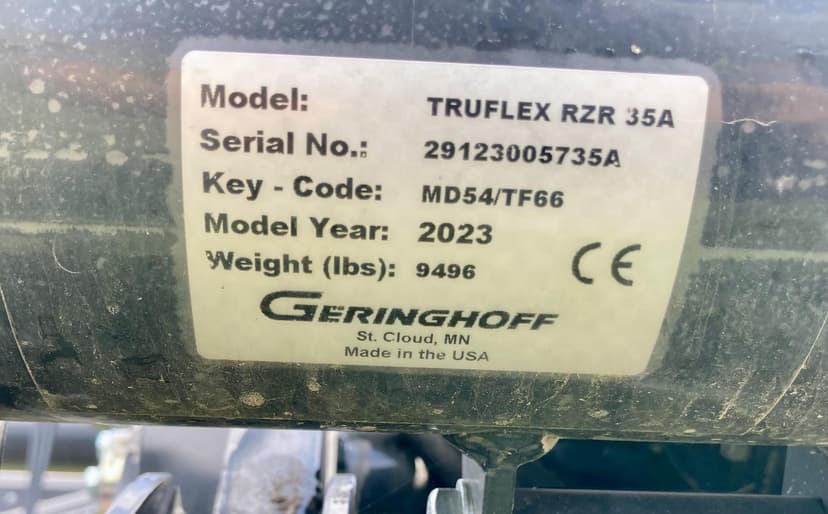 Model: TRUFLEX RZR 35A
Serial No.: 29123005735A
Key - Code: MD54/TF66
Model Year: 2023
Weight (lbs): 9496
CE
GERINGHOFF
St. Cloud, MN
Made in the USA